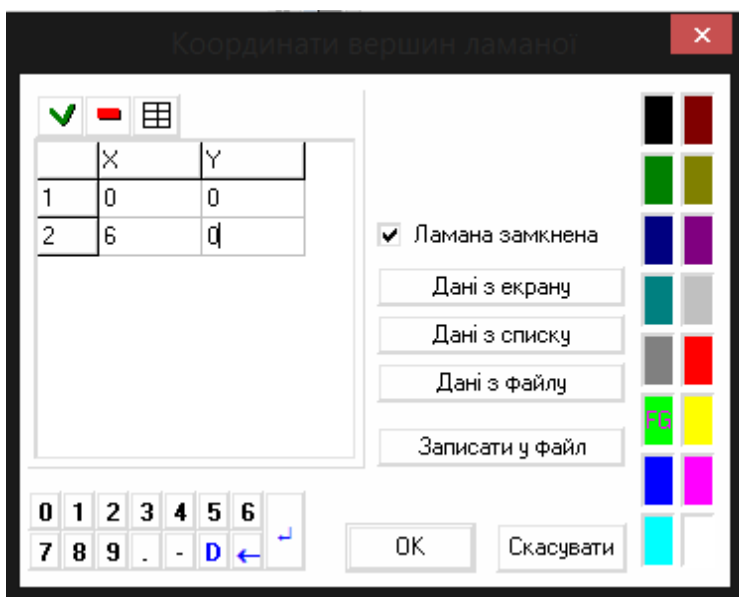 Координати вершин ламаної
X Y
1 0 0
2 6 0
Ламана замкнена
Дані з екрану
Дані з списку
Дані з файлу
Записати у файл
FG
0 1 2 3 4 5 6
7 8 9 . - D ←
OK Скасувати